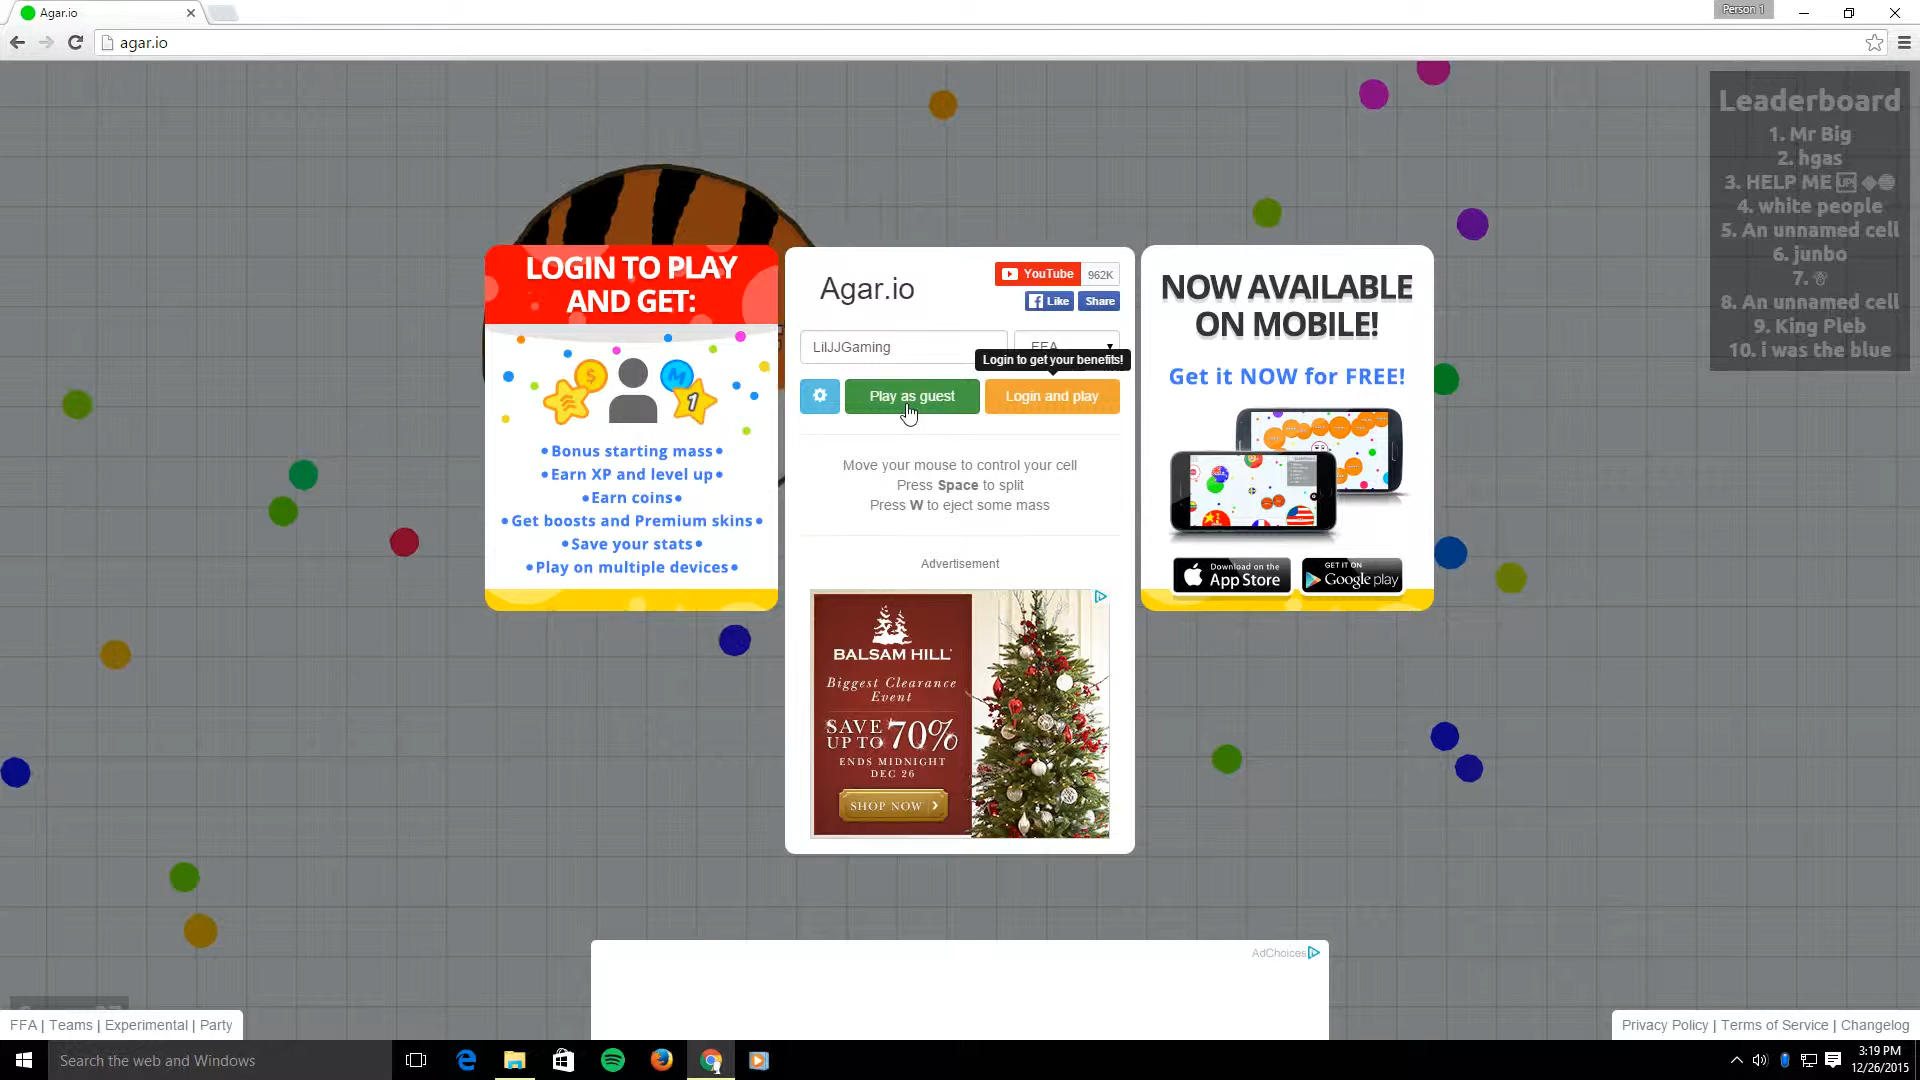 Agar.io
Person 1
agar.io
Leaderboard
1. Mr Big
2. hgas
3. HELP ME UP!
4. white people
5. An unnamed cell
6. junbo
7.
8. An unnamed cell
9. King Pleb
10. i was the blue
LOGIN TO PLAY
AND GET:
$
M
1
•Bonus starting mass•
•Earn XP and level up•
•Earn coins•
•Get boosts and Premium skins•
•Save your stats•
•Play on multiple devices•
Agar.io
YouTube 962K
Like Share
LilJJGaming
FFA
Login to get your benefits!
Play as guest
Login and play
Move your mouse to control your cell
Press Space to split
Press W to eject some mass
Advertisement
BALSAM HILL
Biggest Clearance
Event
SAVE
UP TO 70%
ENDS MIDNIGHT
DEC 26
SHOP NOW
NOW AVAILABLE
ON MOBILE!
Get it NOW for FREE!
Download on the
App Store
GET IT ON
Google play
AdChoices
FFA | Teams | Experimental | Party
Privacy Policy | Terms of Service | Changelog
Search the web and Windows
3:19 PM
12/26/2015